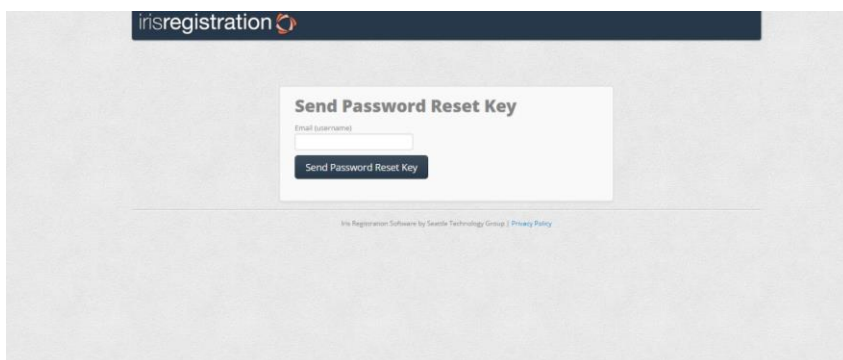 irisregistration
Send Password Reset Key
Email (username)
Send Password Reset Key
Iris Registration Software by Seattle Technology Group | Privacy Policy